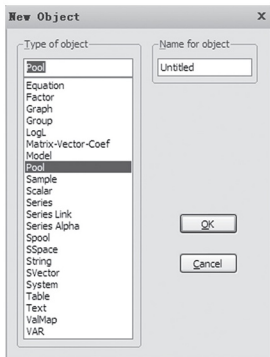 New Object
x
Type of object
Pool
Equation
Factor
Graph
Group
LogL
Matrix-Vector-Coef
Model
Pool
Sample
Scalar
Series
Series Link
Series Alpha
Spool
SSpace
String
SVector
System
Table
Text
ValMap
VAR
Name for object
Untitled
OK
Cancel